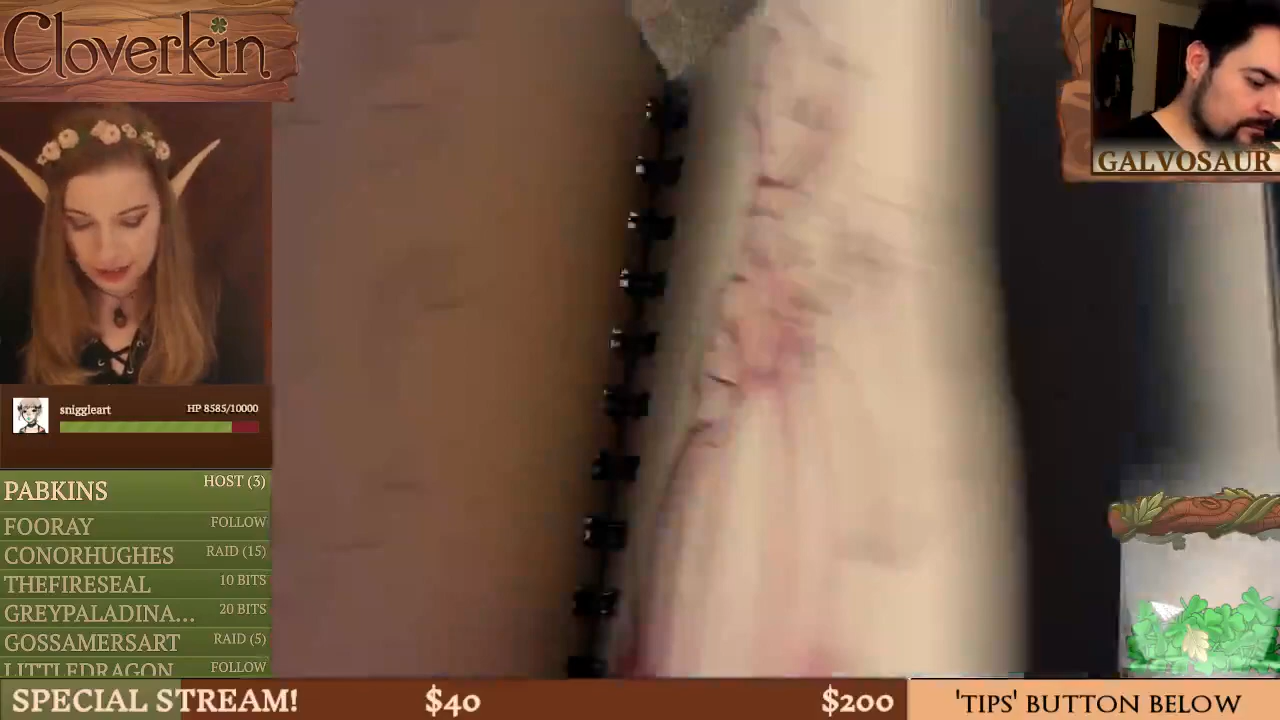 Cloverkin
GALVOSAUR
sniggleart
HP 8585/10000
PABKINS
HOST (3)
FOORAY
FOLLOW
CONORHUGHES
RAID (15)
THEFIRESEAL
10 BITS
GREYPALADINA...
20 BITS
GOSSAMERSART
RAID (5)
LITTLEDRAGON
FOLLOW
SPECIAL STREAM!
$40
$200
'TIPS' BUTTON BELOW